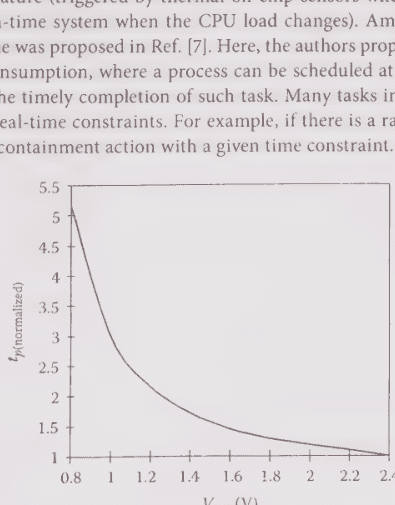 (triggered by thermal on-chip sensors
-time system when the CPU load changes).
e was proposed in Ref. [7]. Here, the authors prop
nsumption, where a process can be scheduled at
he timely completion of such task. Many tasks in
eal-time constraints. For example, if there is a ra
containment action with a given time constraint.
5.5
5
4.5
4
3.5
3
2.5
2
1.5
1
tp(normalized)
0.8 1 1.2 1.4 1.6 1.8 2 2.2 2.4
(V)